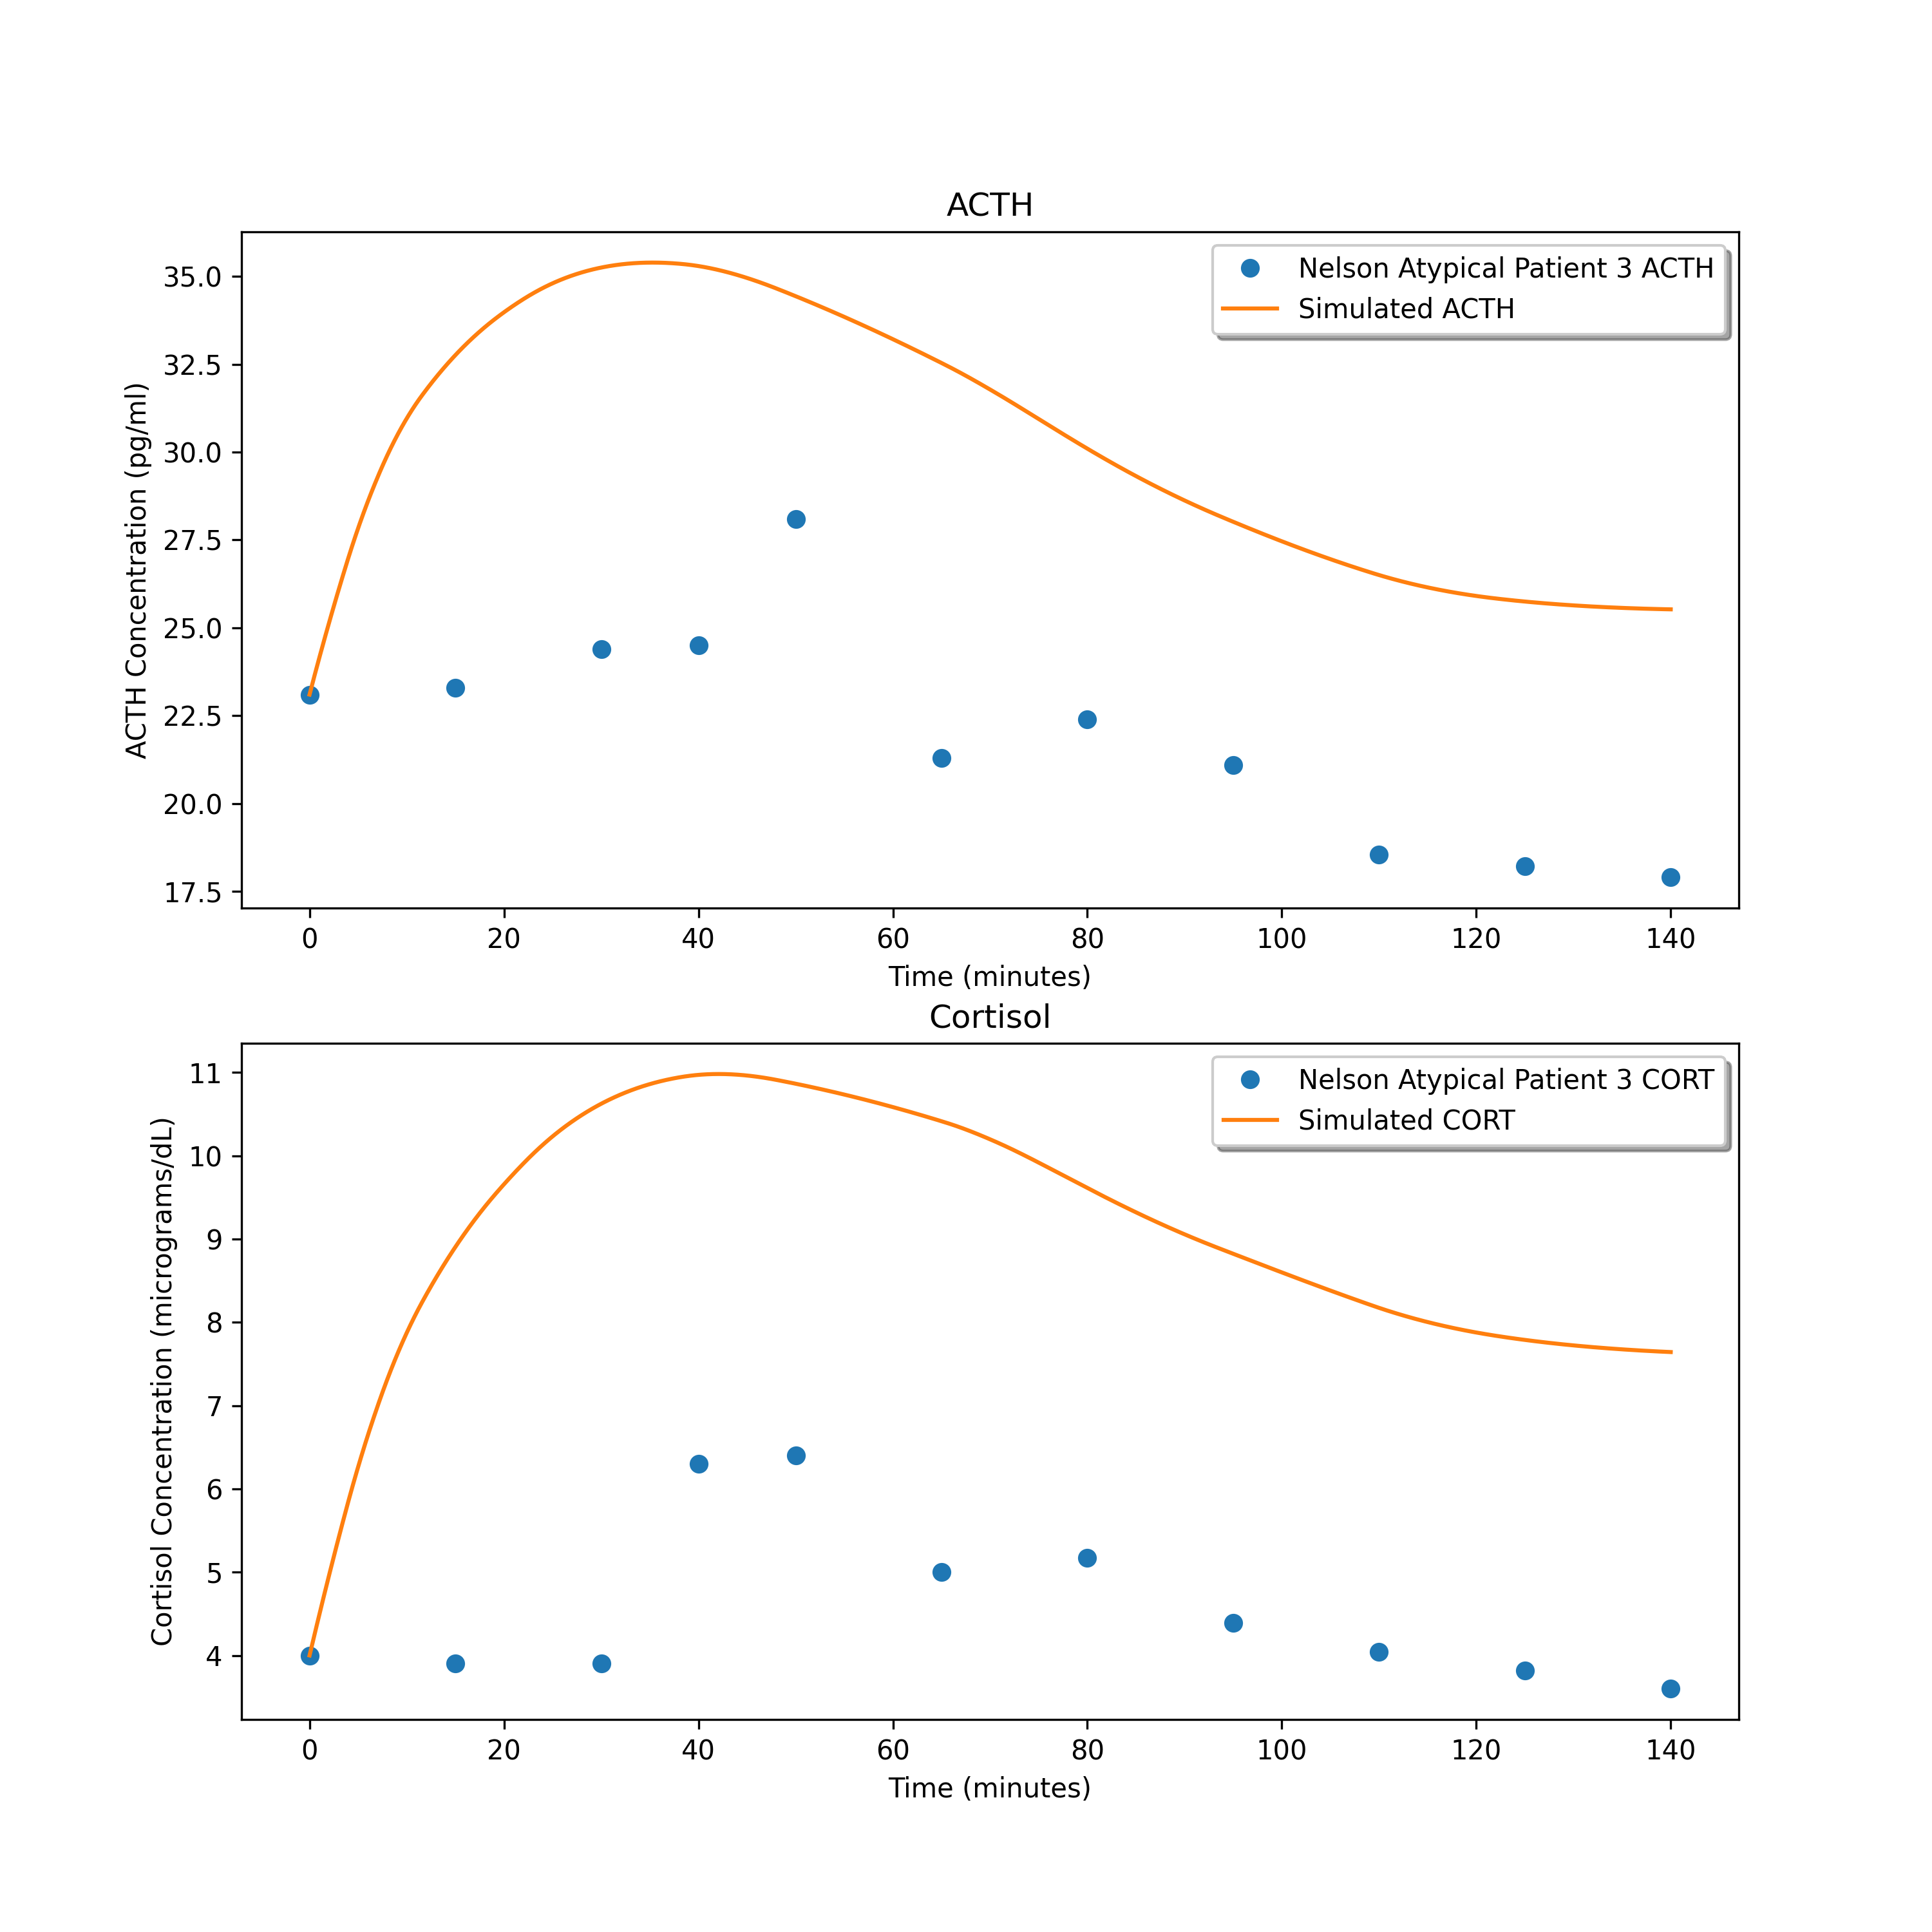 ACTH
Nelson Atypical Patient 3 ACTH
Simulated ACTH
ACTH Concentration (pg/ml)
35.0
32.5
30.0
27.5
25.0
22.5
20.0
17.5
0 20 40 60 80 100 120 140
Time (minutes)
Cortisol
Nelson Atypical Patient 3 CORT
Simulated CORT
Cortisol Concentration (micrograms/dL)
11
10
9
8
7
6
5
4
0 20 40 60 80 100 120 140
Time (minutes)